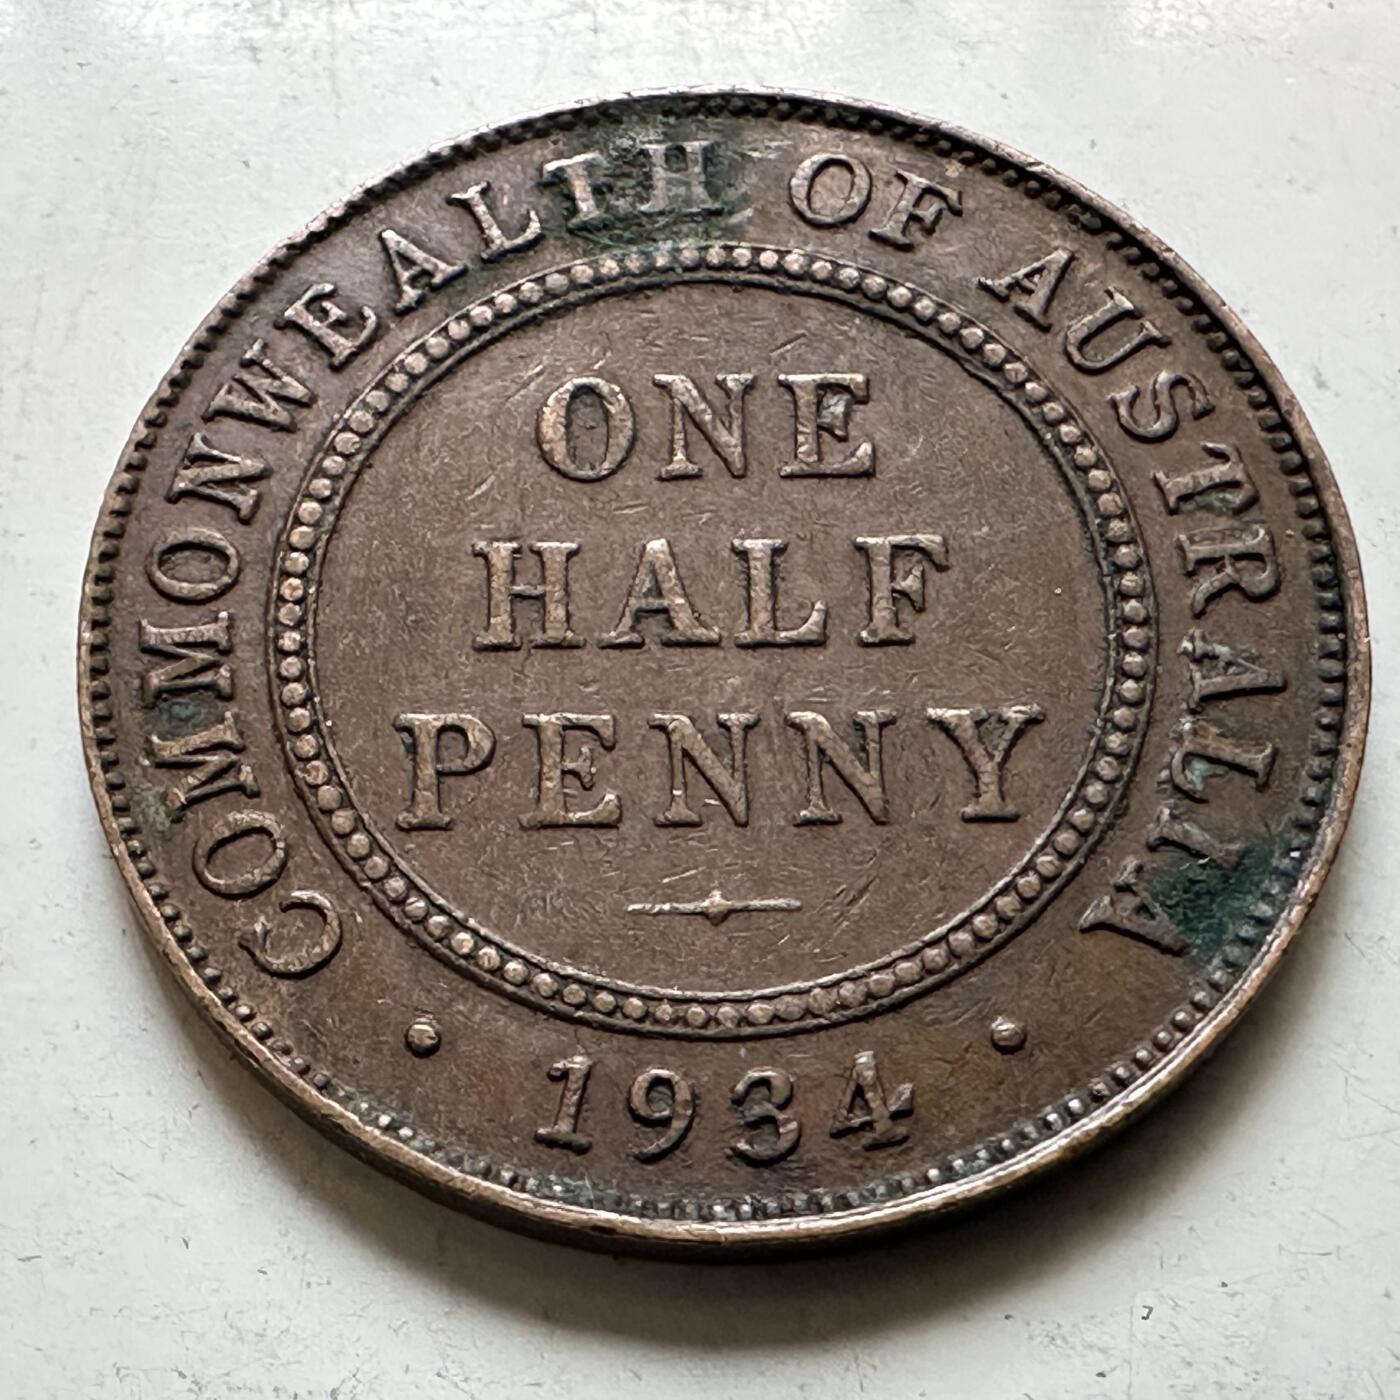 COMMONWEALTH OF AUSTRALIA
ONE
HALF
PENNY
· 1934 ·